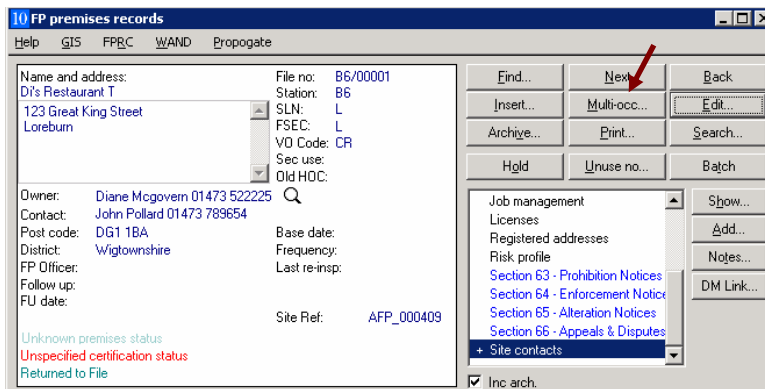 10 FP premises records
Help GIS FPRC WAND Propogate
Name and address:
Di's Restaurant T
123 Great King Street
Loreburn
File no: B6/00001
Station: B6
SLN: L
FSEC: L
VO Code: CR
Sec use:
Old HOC:
Owner: Diane Mcgovern 01473 522225
Contact: John Pollard 01473 789654
Post code: DG1 1BA
District: Wigtownshire
FP Officer:
Follow up:
FU date:
Base date:
Frequency:
Last re-insp:
Site Ref: AFP_000409
Unknown premises status
Unspecified certification status
Returned to File
Find... Next Back
Insert... Multi-occ... Edit...
Archive... Print... Search...
Hold Unuse no... Batch
Job management
Licenses
Registered addresses
Risk profile
Section 63 - Prohibition Notices
Section 64 - Enforcement Notice
Section 65 - Alteration Notices
Section 66 - Appeals & Disputes
+ Site contacts
Show...
Add...
Notes...
DM Link...
Inc arch.